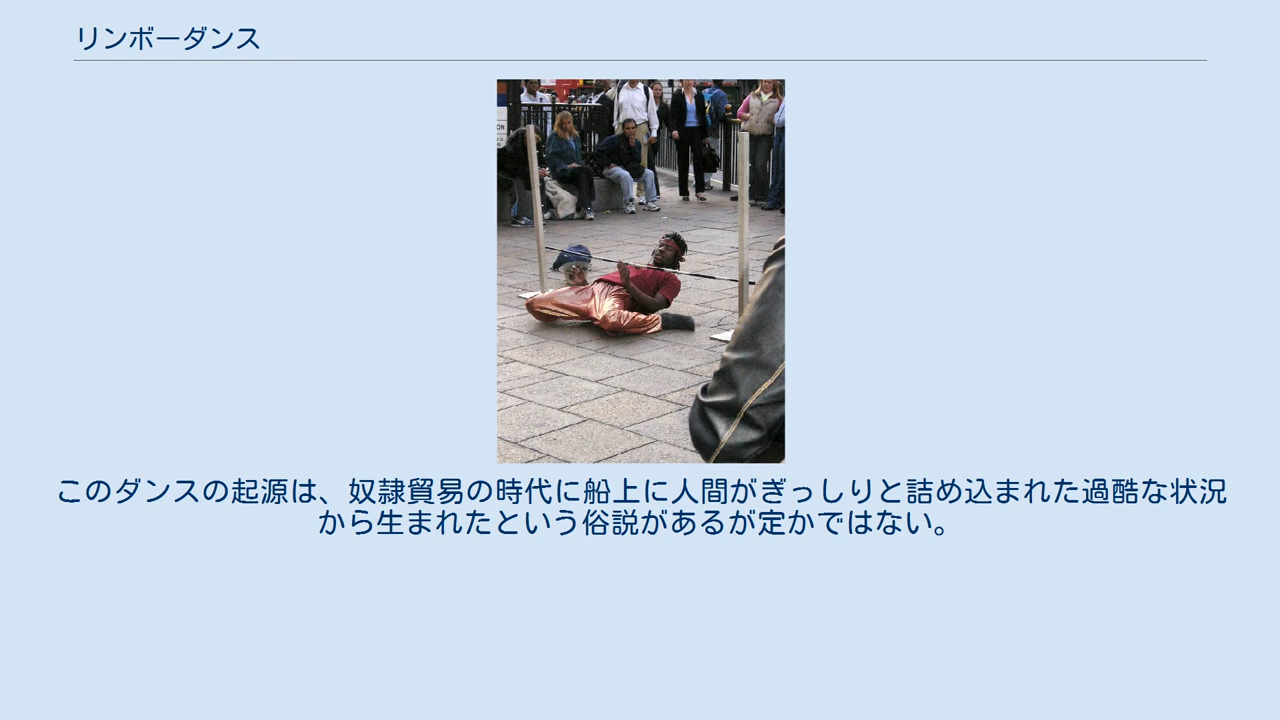 リンボーダンス
このダンスの起源は、奴隷貿易の時代に船上に人間がぎっしりと詰め込まれた過酷な状況
から生まれたという俗説があるが定かではない。